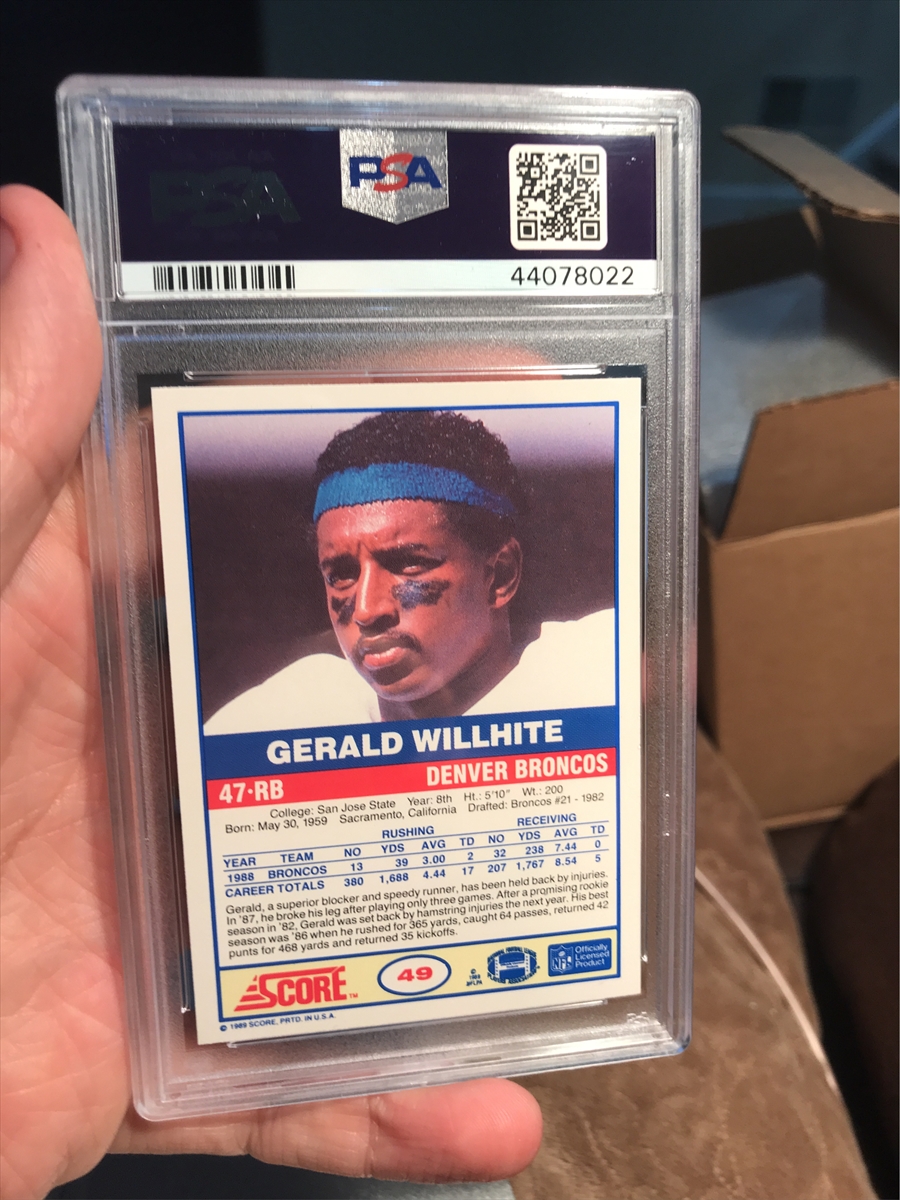 PSA
PSA
44078022
GERALD WILLHITE
47·RB DENVER BRONCOS
College: San Jose State Year: 8th Ht.: 5'10" Wt.: 200
Born: May 30, 1959 Sacramento, California Drafted: Broncos #21 - 1982
RUSHING RECEIVING
YEAR TEAM NO YDS AVG TD NO YDS AVG TD
1988 BRONCOS 13 39 3.00 2 32 238 7.44 0
CAREER TOTALS 380 1,688 4.44 17 207 1,767 8.54 5
Gerald, a superior blocker and speedy runner, has been held back by injuries.
In '87, he broke his leg after playing only three games. After a promising rookie
season in '82, Gerald was set back by hamstring injuries the next year. His best
season was '86 when he rushed for 365 yards, caught 64 passes, returned 42
punts for 468 yards and returned 35 kickoffs.
SCORE™
49
© 1989 NFLPA
NFL
Officially
Licensed
Product
© 1989 SCORE, PRTD. IN U.S.A.